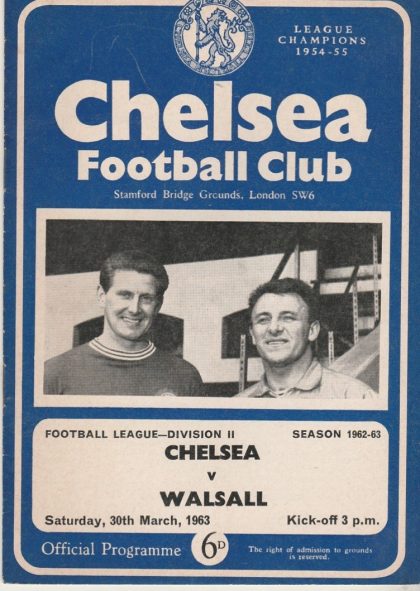 LEAGUE
CHAMPIONS
1954-55
Chelsea
Football Club
Stamford Bridge Grounds, London SW6
FOOTBALL LEAGUE—DIVISION II SEASON 1962-63
CHELSEA
v
WALSALL
Saturday, 30th March, 1963 Kick-off 3 p.m.
Official Programme 6D The right of admission to grounds
is reserved.